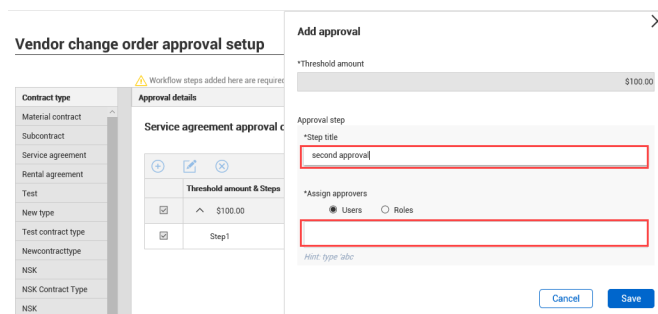 Vendor change order approval setup
Workflow steps added here are required
Contract type
Material contract
Subcontract
Service agreement
Rental agreement
Test
New type
Test contract type
Newcontracttype
NSK
NSK Contract Type
NSK
Approval details
Service agreement approval
Threshold amount & Steps
$100.00
Step1
Add approval
*Threshold amount
$100.00
Approval step
*Step title
second approval
*Assign approvers
Users
Roles
Hint: type 'abc
Cancel
Save